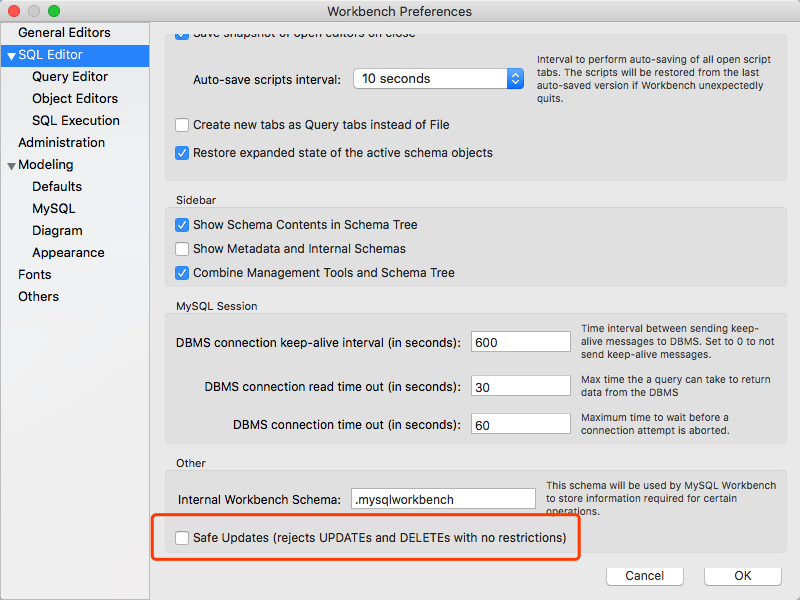 Workbench Preferences
General Editors
SQL Editor
Query Editor
Object Editors
SQL Execution
Administration
Modeling
Defaults
MySQL
Diagram
Appearance
Fonts
Others
Save snapshot of open editors on close
Auto-save scripts interval:
10 seconds
Interval to perform auto-saving of all open script
tabs. The scripts will be restored from the last
auto-saved version if Workbench unexpectedly
quits.
Create new tabs as Query tabs instead of File
Restore expanded state of the active schema objects
Sidebar
Show Schema Contents in Schema Tree
Show Metadata and Internal Schemas
Combine Management Tools and Schema Tree
MySQL Session
DBMS connection keep-alive interval (in seconds):
600
Time interval between sending keep-
alive messages to DBMS. Set to 0 to not
send keep-alive messages.
DBMS connection read time out (in seconds):
30
Max time the a query can take to return
data from the DBMS
DBMS connection time out (in seconds):
60
Maximum time to wait before a
connection attempt is aborted.
Other
Internal Workbench Schema:
.mysqlworkbench
This schema will be used by MySQL Workbench
to store information required for certain
operations.
Safe Updates (rejects UPDATEs and DELETEs with no restrictions)
Cancel
OK